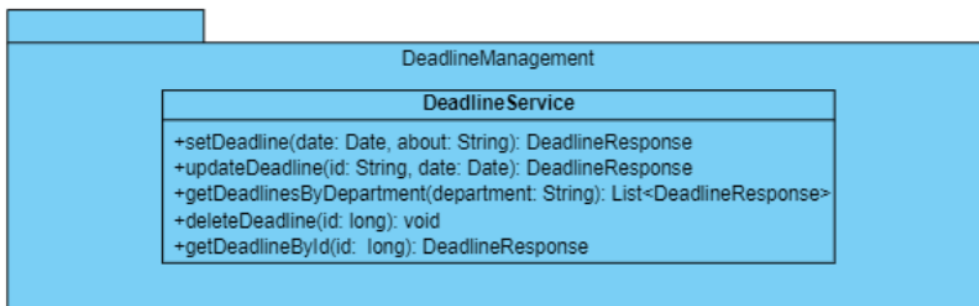 DeadlineManagement
DeadlineService
+setDeadline(date: Date, about: String): DeadlineResponse
+updateDeadline(id: String, date: Date): DeadlineResponse
+getDeadlinesByDepartment(department: String): List<DeadlineResponse>
+deleteDeadline(id: long): void
+getDeadlineById(id: long): DeadlineResponse